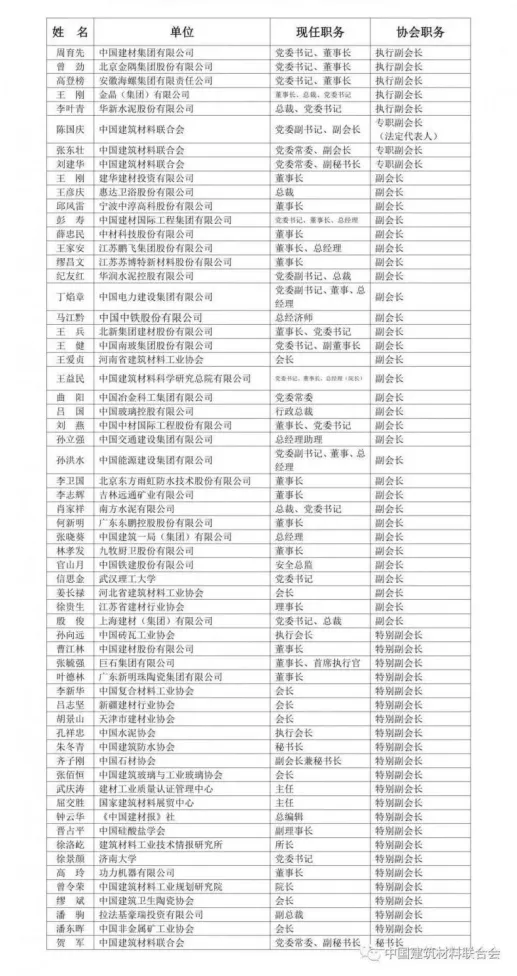 姓 名 单位 现任职务 协会职务
周育先 中国建材集团有限公司 党委书记、董事长 执行副会长
曾 劲 北京金隅集团股份有限公司 党委书记、董事长 执行副会长
高登榜 安徽海螺集团有限责任公司 党委书记、董事长 执行副会长
王 刚 金晶（集团）有限公司 董事长、总裁、党委书记 执行副会长
李叶青 华新水泥股份有限公司 总裁、党委书记 执行副会长
陈国庆 中国建筑材料联合会 党委副书记、副会长 专职副会长
（法定代表人）
张东壮 中国建筑材料联合会 党委常委、副会长 专职副会长
刘建华 中国建筑材料联合会 党委常委、副秘书长 专职副会长
王 刚 建华建材投资有限公司 董事长 副会长
王彦庆 惠达卫浴股份有限公司 总裁 副会长
邱风雷 宁波中淳高科股份有限公司 董事长 副会长
彭 寿 中国建材国际工程集团有限公司 党委书记、董事长、总经理 副会长
薛忠民 中材科技股份有限公司 董事长 副会长
王家安 江苏鹏飞集团股份有限公司 董事长、总经理 副会长
缪昌文 江苏苏博特新材料股份有限公司 董事长 副会长
纪友红 华润水泥控股有限公司 党委副书记、总裁 副会长
丁焰章 中国电力建设集团有限公司 党委副书记、董事、总
经理 副会长
马江黔 中国中铁股份有限公司 总经济师 副会长
王 兵 北新集团建材股份有限公司 董事长、党委书记 副会长
王 健 中国南玻集团股份有限公司 党委书记、副董事长 副会长
王爱贞 河南省建筑材料工业协会 会长 副会长
王益民 中国建筑材料科学研究总院有限公司 党委书记、董事长、总经理（院长） 副会长
曲 阳 中国冶金科工集团有限公司 党委常委 副会长
吕 国 中国玻璃控股有限公司 行政总裁 副会长
刘 燕 中国中材国际工程股份有限公司 董事长、党委书记 副会长
孙立强 中国交通建设集团有限公司 总经理助理 副会长
孙洪水 中国能源建设集团有限公司 党委副书记、董事、总
经理 副会长
李卫国 北京东方雨虹防水技术股份有限公司 董事长 副会长
李志辉 吉林远通矿业有限公司 董事长 副会长
肖家祥 南方水泥有限公司 总裁、党委书记 副会长
何新明 广东东鹏控股股份有限公司 董事长 副会长
张晓葵 中国建筑一局（集团）有限公司 总经理 副会长
林孝发 九牧厨卫股份有限公司 董事长 副会长
官山月 中国铁建股份有限公司 安全总监 副会长
信思金 武汉理工大学 党委书记 副会长
姜长禄 河北省建筑材料工业协会 会长 副会长
徐贵生 江苏省建材行业协会 理事长 副会长
殷 俊 上海建材（集团）有限公司 党委书记、总裁 副会长
孙向远 中国砖瓦工业协会 执行会长 特别副会长
曹江林 中国建材股份有限公司 董事长 特别副会长
张毓强 巨石集团有限公司 董事长、首席执行官 特别副会长
叶德林 广东新明珠陶瓷集团有限公司 董事长 特别副会长
李新华 中国复合材料工业协会 会长 特别副会长
吕志坚 新疆建材行业协会 会长 特别副会长
胡景山 天津市建材业协会 会长 特别副会长
孔祥忠 中国水泥协会 执行会长 特别副会长
朱冬青 中国建筑防水协会 秘书长 特别副会长
齐子刚 中国石材协会 副会长兼秘书长 特别副会长
张佰恒 中国建筑玻璃与工业玻璃协会 会长 特别副会长
武庆涛 建材工业质量认证管理中心 主任 特别副会长
屈交胜 国家建筑材料展贸中心 主任 特别副会长
钟云华 《中国建材报》社 总编辑 特别副会长
晋占平 中国硅酸盐学会 副理事长 特别副会长
徐洛屹 建筑材料工业技术情报研究所 所长 特别副会长
徐景颜 济南大学 党委书记 特别副会长
高 玲 功力机器有限公司 董事长 特别副会长
曾令荣 中国建筑材料工业规划研究院 院长 特别副会长
缪 斌 中国建筑卫生陶瓷协会 会长 特别副会长
潘 驹 拉法基豪瑞投资有限公司 副总裁 特别副会长
潘东晖 中国非金属矿工业协会 会长 特别副会长
贺 军 中国建筑材料联合会 党委常委、副秘书长 秘书长
中国建筑材料联合会